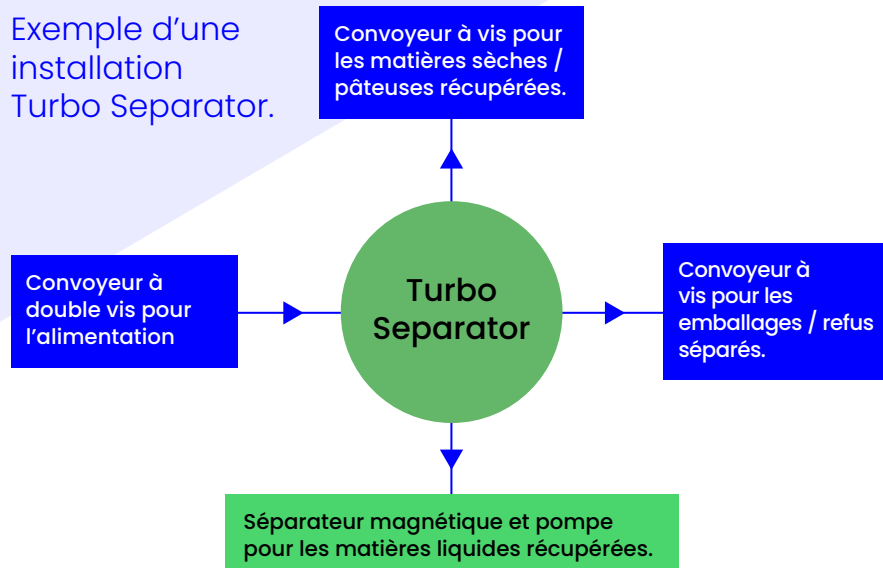 Exemple d’une
installation
Turbo Separator.
Convoyeur à vis pour
les matières sèches /
pâteuses récupérées.
Convoyeur à
double vis pour
l’alimentation
Turbo
Separator
Convoyeur à
vis pour les
emballages / refus
séparés.
Séparateur magnétique et pompe
pour les matières liquides récupérées.